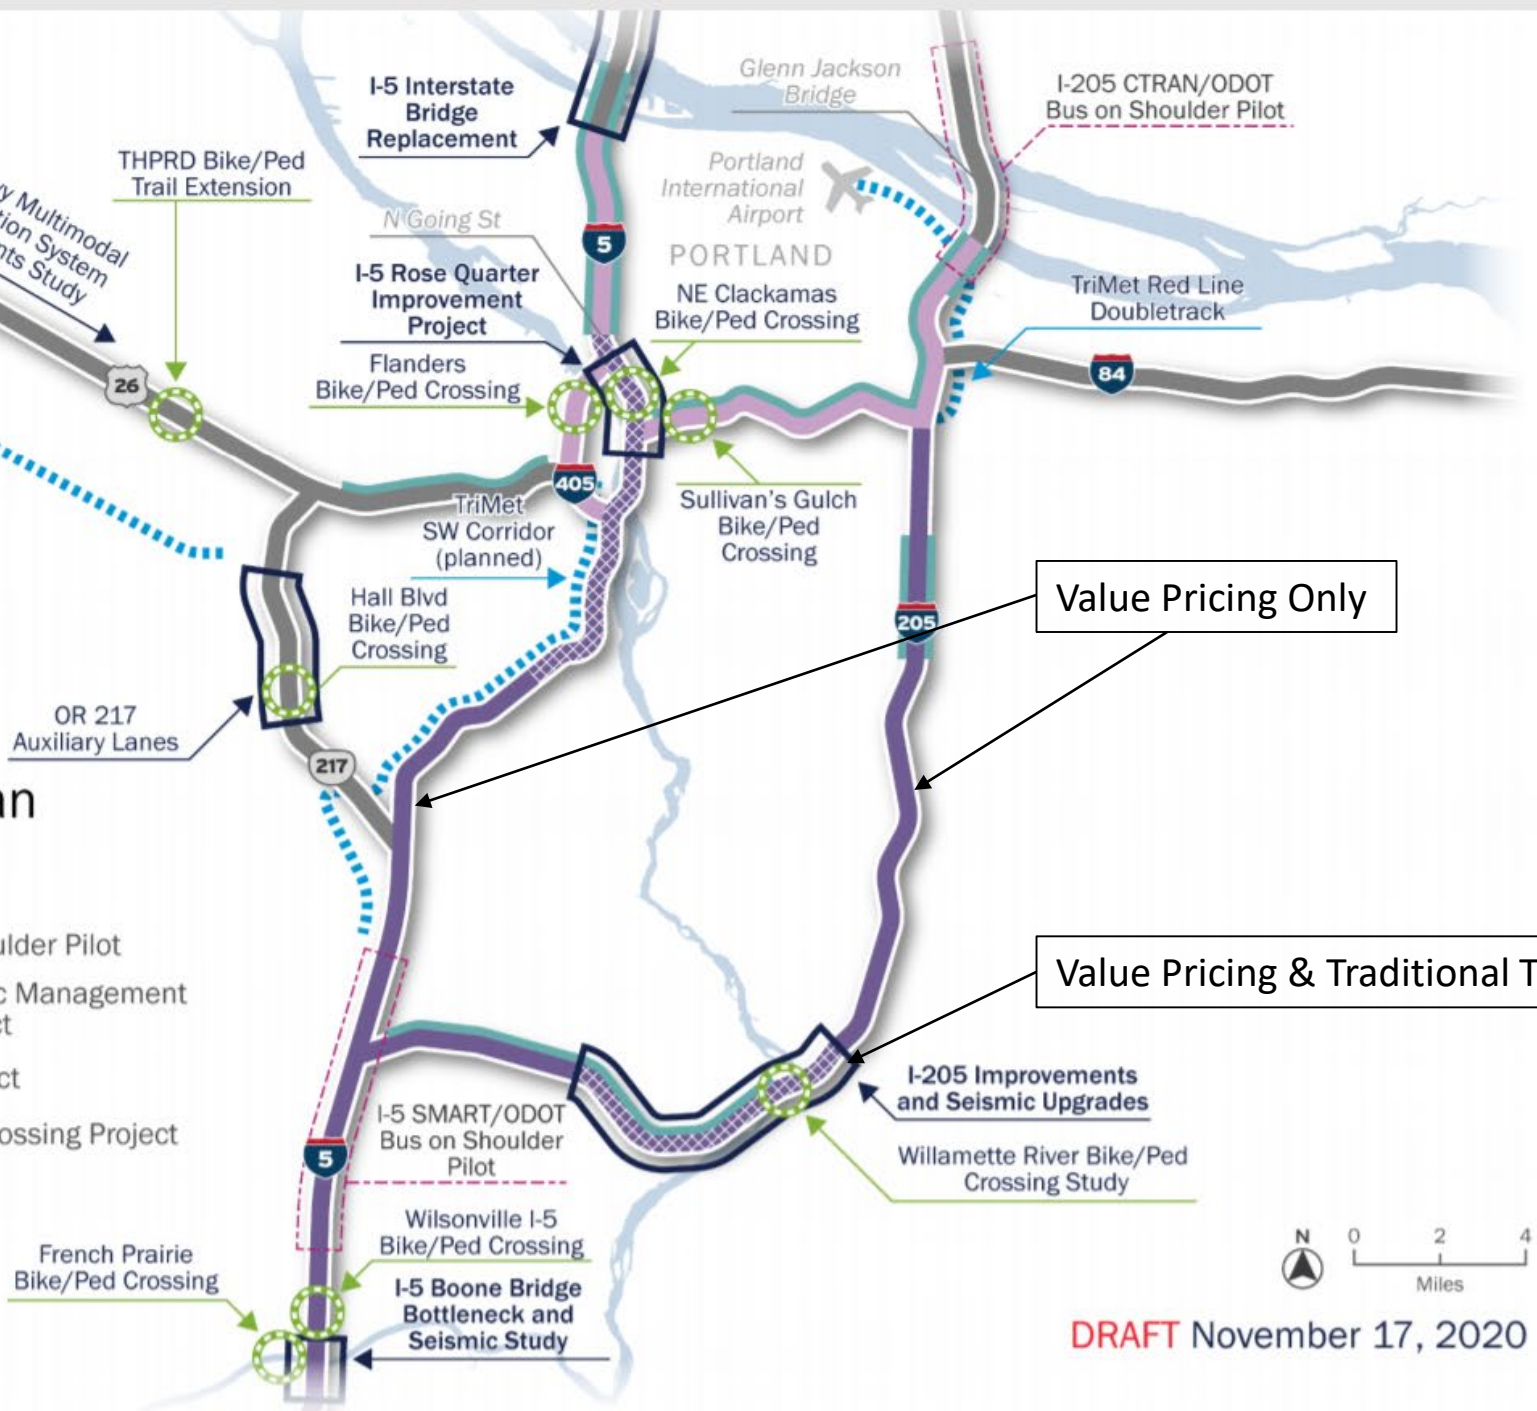 I-5 Interstate
Bridge
Replacement
Glenn Jackson
Bridge
I-205 CTRAN/ODOT
Bus on Shoulder Pilot
THPRD Bike/Ped
Trail Extension
Portland
International
Airport
y Multimodal
tion System
nts Study
N Going St
5
PORTLAND
I-5 Rose Quarter
Improvement
Project
NE Clackamas
Bike/Ped Crossing
TriMet Red Line
Doubletrack
Flanders
Bike/Ped Crossing
26
84
405
TriMet
SW Corridor
(planned)
Sullivan's Gulch
Bike/Ped
Crossing
Hall Blvd
Bike/Ped
Crossing
Value Pricing Only
205
OR 217
Auxiliary Lanes
217
an
ulder Pilot
c Management
ct
ct
ossing Project
Value Pricing & Traditional T
I-205 Improvements
and Seismic Upgrades
I-5 SMART/ODOT
Bus on Shoulder
Pilot
5
Willamette River Bike/Ped
Crossing Study
Wilsonville I-5
Bike/Ped Crossing
French Prairie
Bike/Ped Crossing
I-5 Boone Bridge
Bottleneck and
Seismic Study
N
0 2 4
Miles
DRAFT November 17, 2020